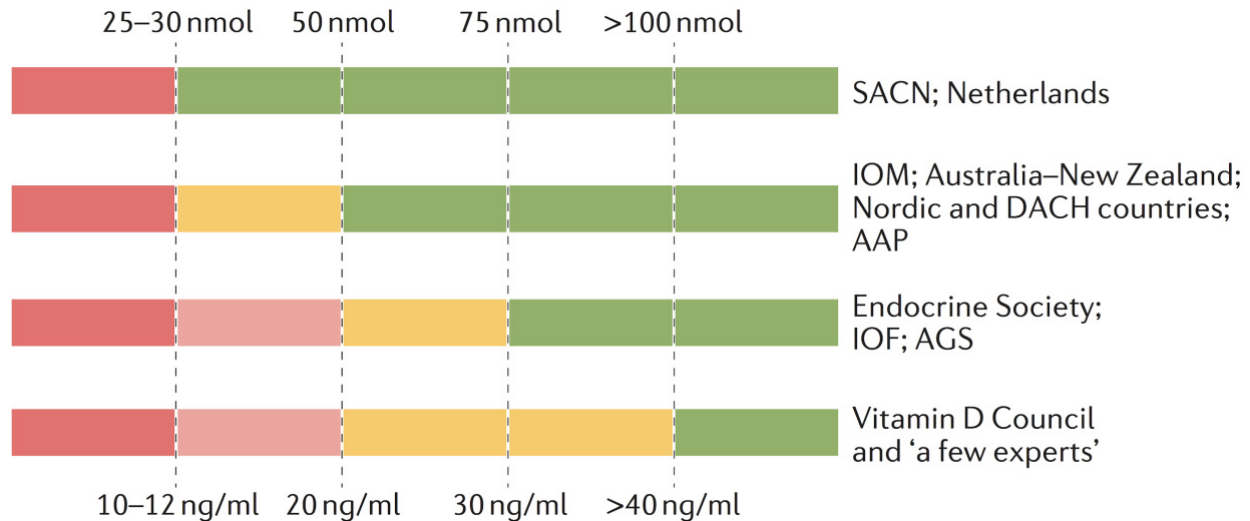 25–30 nmol 50 nmol 75 nmol >100 nmol
SACN; Netherlands
IOM; Australia–New Zealand;
Nordic and DACH countries;
AAP
Endocrine Society;
IOF; AGS
Vitamin D Council
and ‘a few experts’
10–12 ng/ml 20 ng/ml 30 ng/ml >40 ng/ml